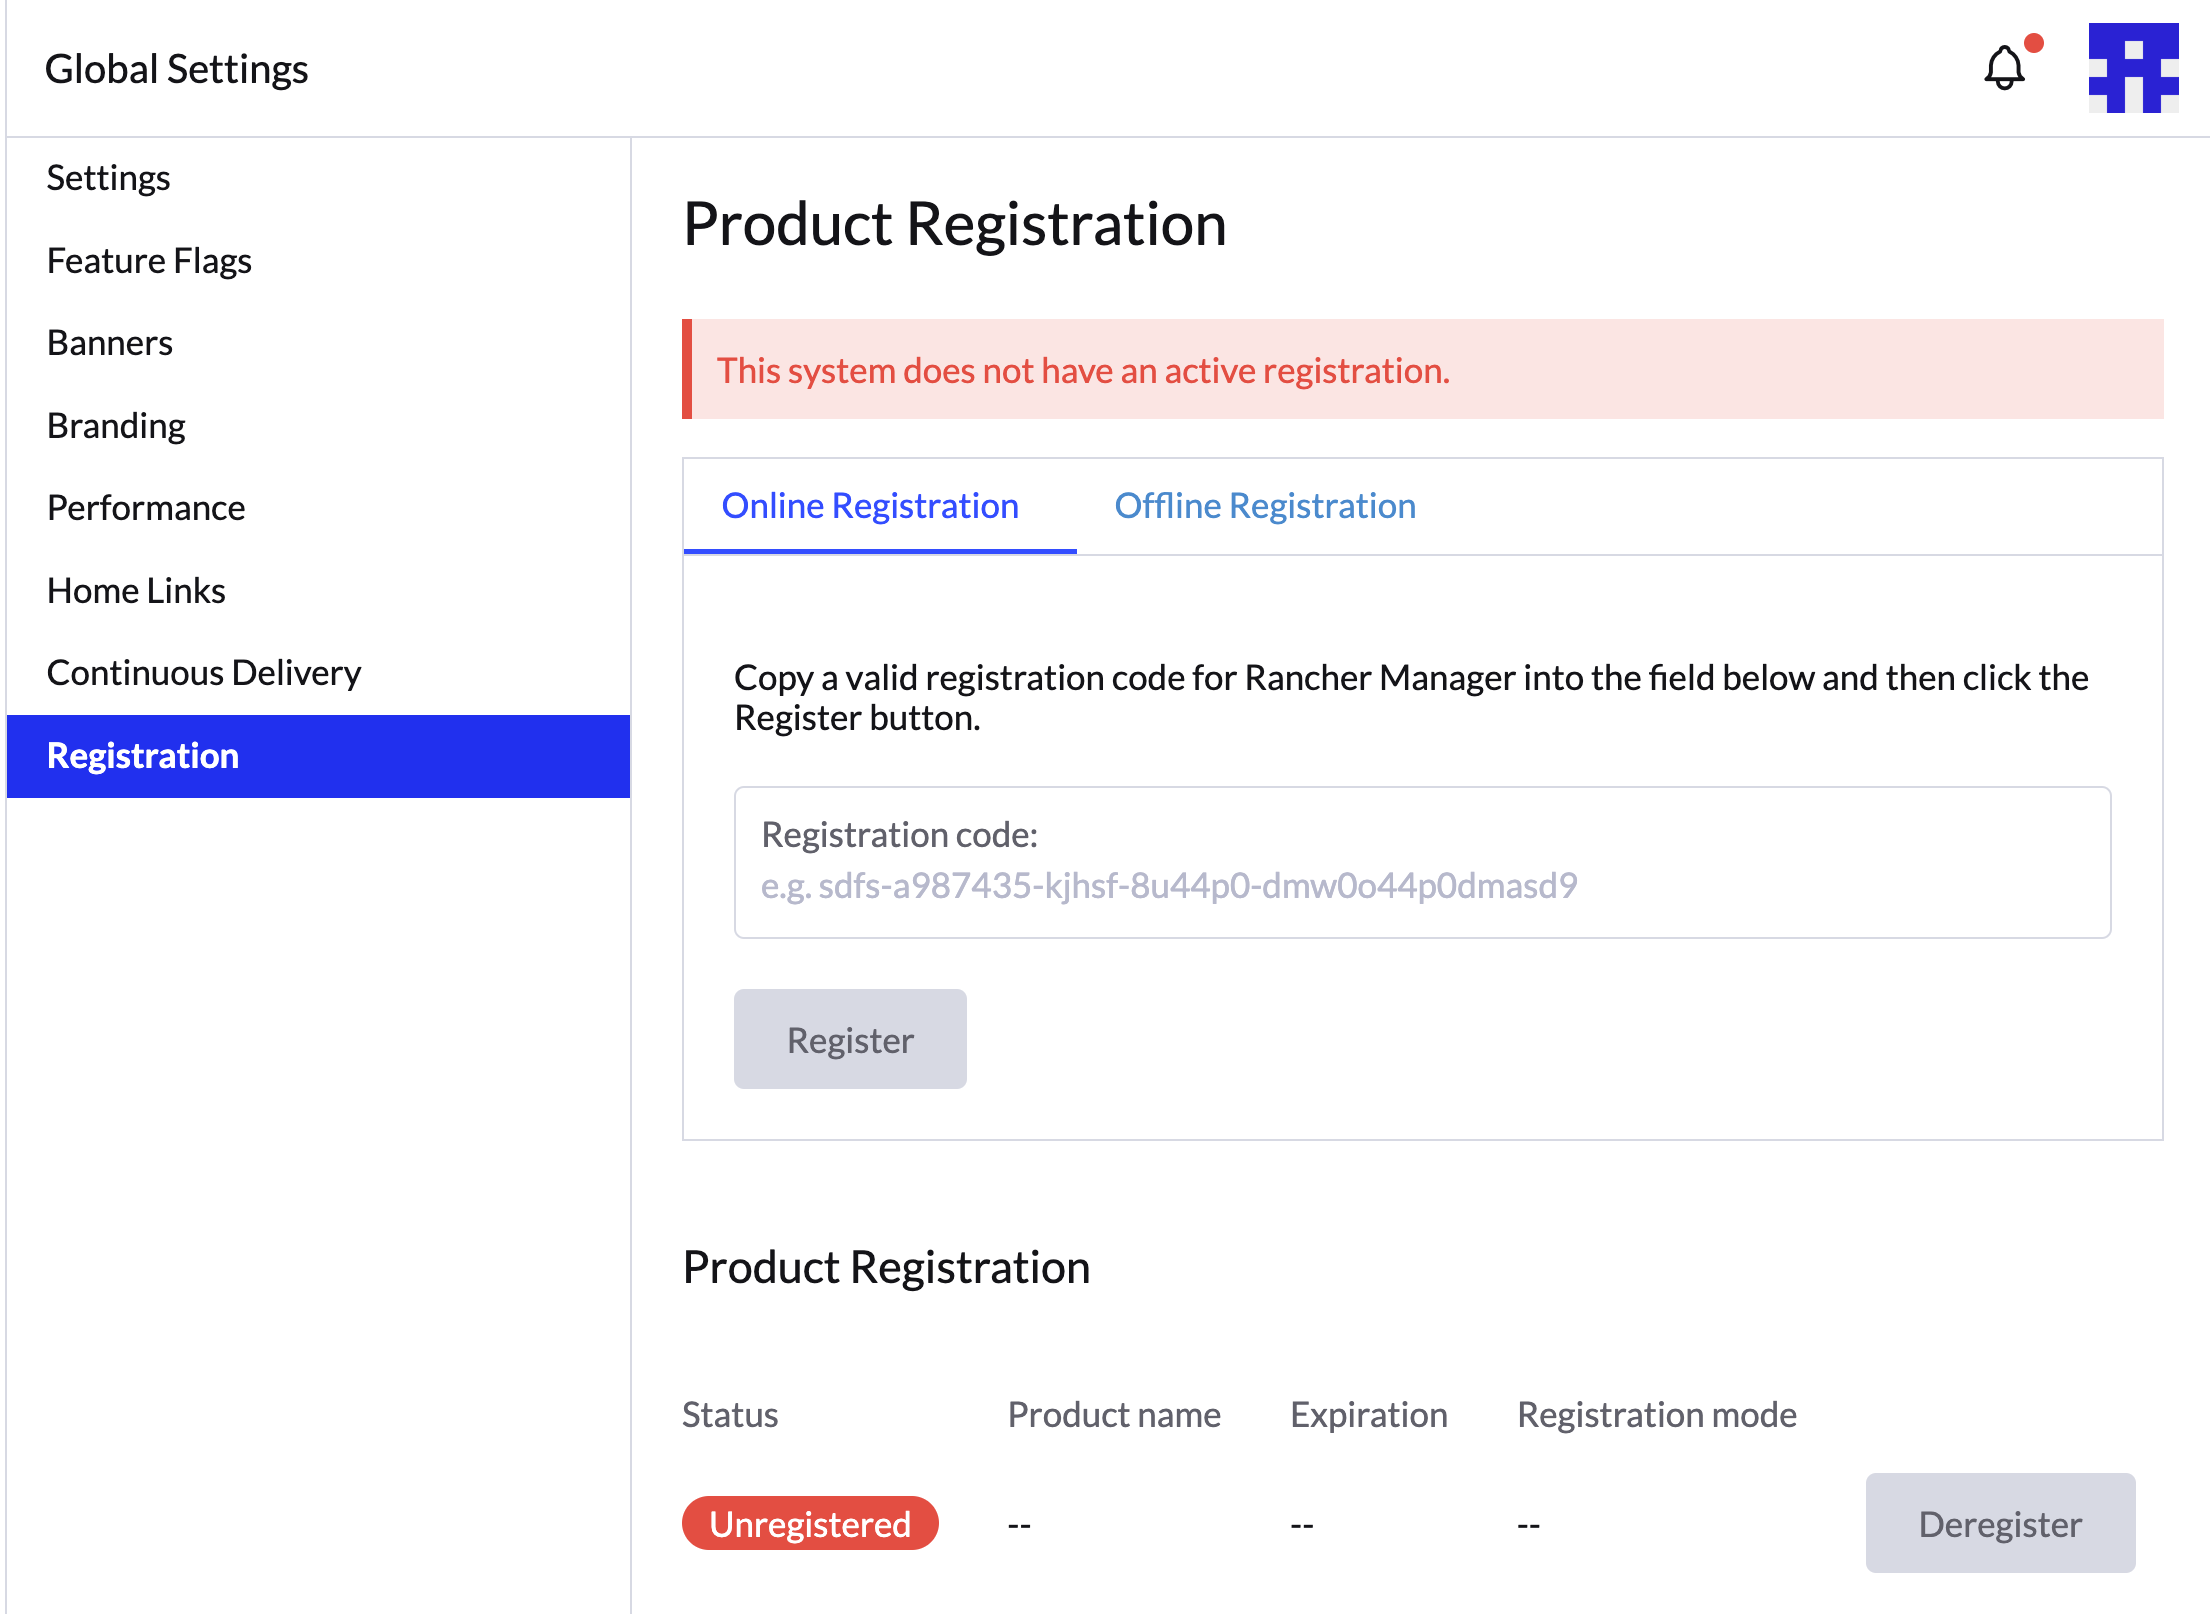 Global Settings
Settings
Feature Flags
Banners
Branding
Performance
Home Links
Continuous Delivery
Registration
Product Registration
This system does not have an active registration.
Online Registration
Offline Registration
Copy a valid registration code for Rancher Manager into the field below and then click the
Register button.
Registration code:
e.g. sdfs-a987435-kjhsf-8u44p0-dmw0o44p0dmasd9
Register
Product Registration
Status Product name Expiration Registration mode
Unregistered -- -- -- Deregister